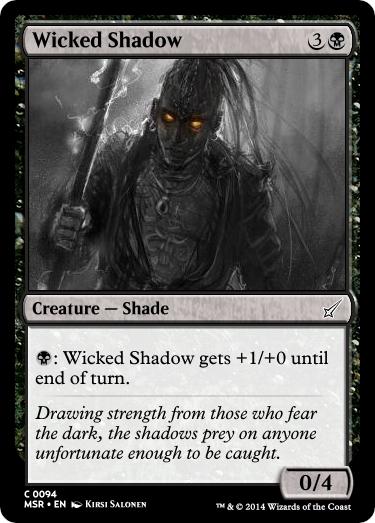 Wicked Shadow 3
Creature — Shade
: Wicked Shadow gets +1/+0 until
end of turn.
Drawing strength from those who fear
the dark, the shadows prey on anyone
unfortunate enough to be caught.
0/4
C 0094
MSR • EN Kirsi Salonen
™ & © 2014 Wizards of the Coast